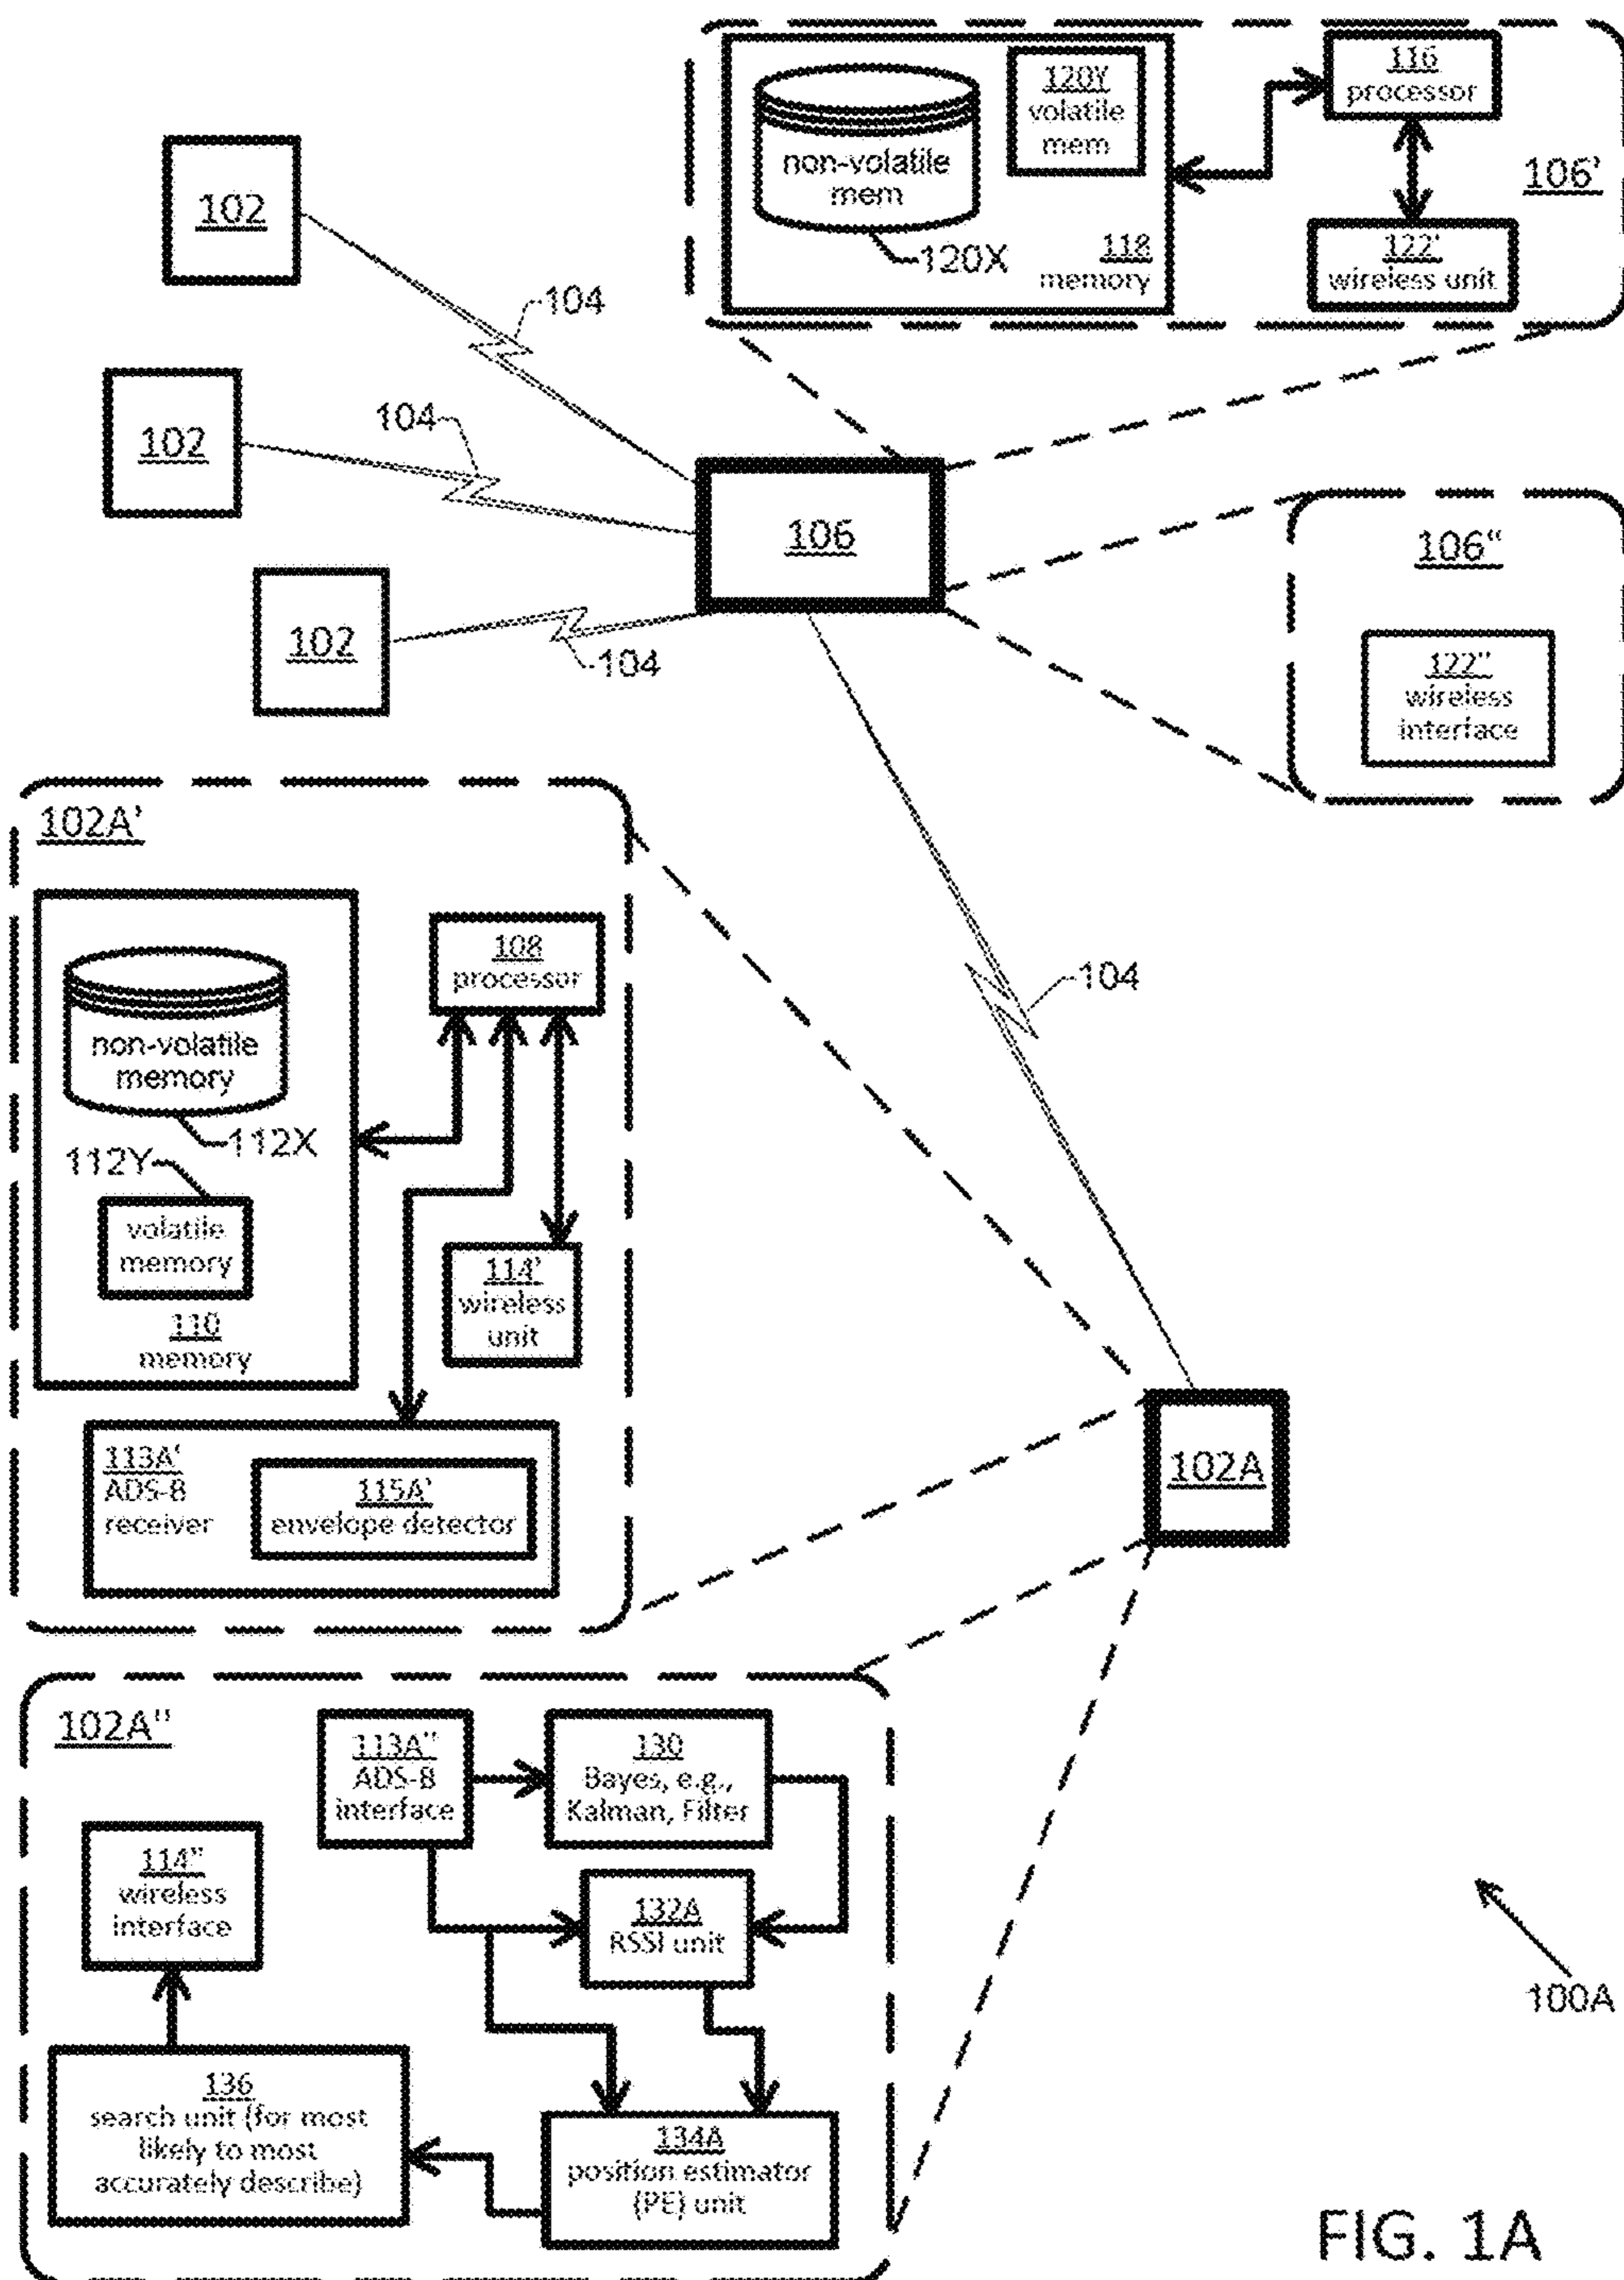 120Y
volatile
mem
non-volatile
mem
120X
118
memory
116
processor
122'
wireless unit
106'
102
104
102
104
102
104
106
106"
122"
wireless
interface
102A'
non-volatile
memory
112X
112Y
volatile
memory
110
memory
108
processor
114'
wireless
unit
113A'
ADS-B
receiver
115A'
envelope detector
104
102A
102A"
113A"
ADS-B
interface
130
Bayes, e.g.,
Kalman, Filter
114"
wireless
interface
132A
RSSI unit
136
search unit (for most
likely to most
accurately describe)
134A
position estimator
(PE) unit
100A
FIG. 1A